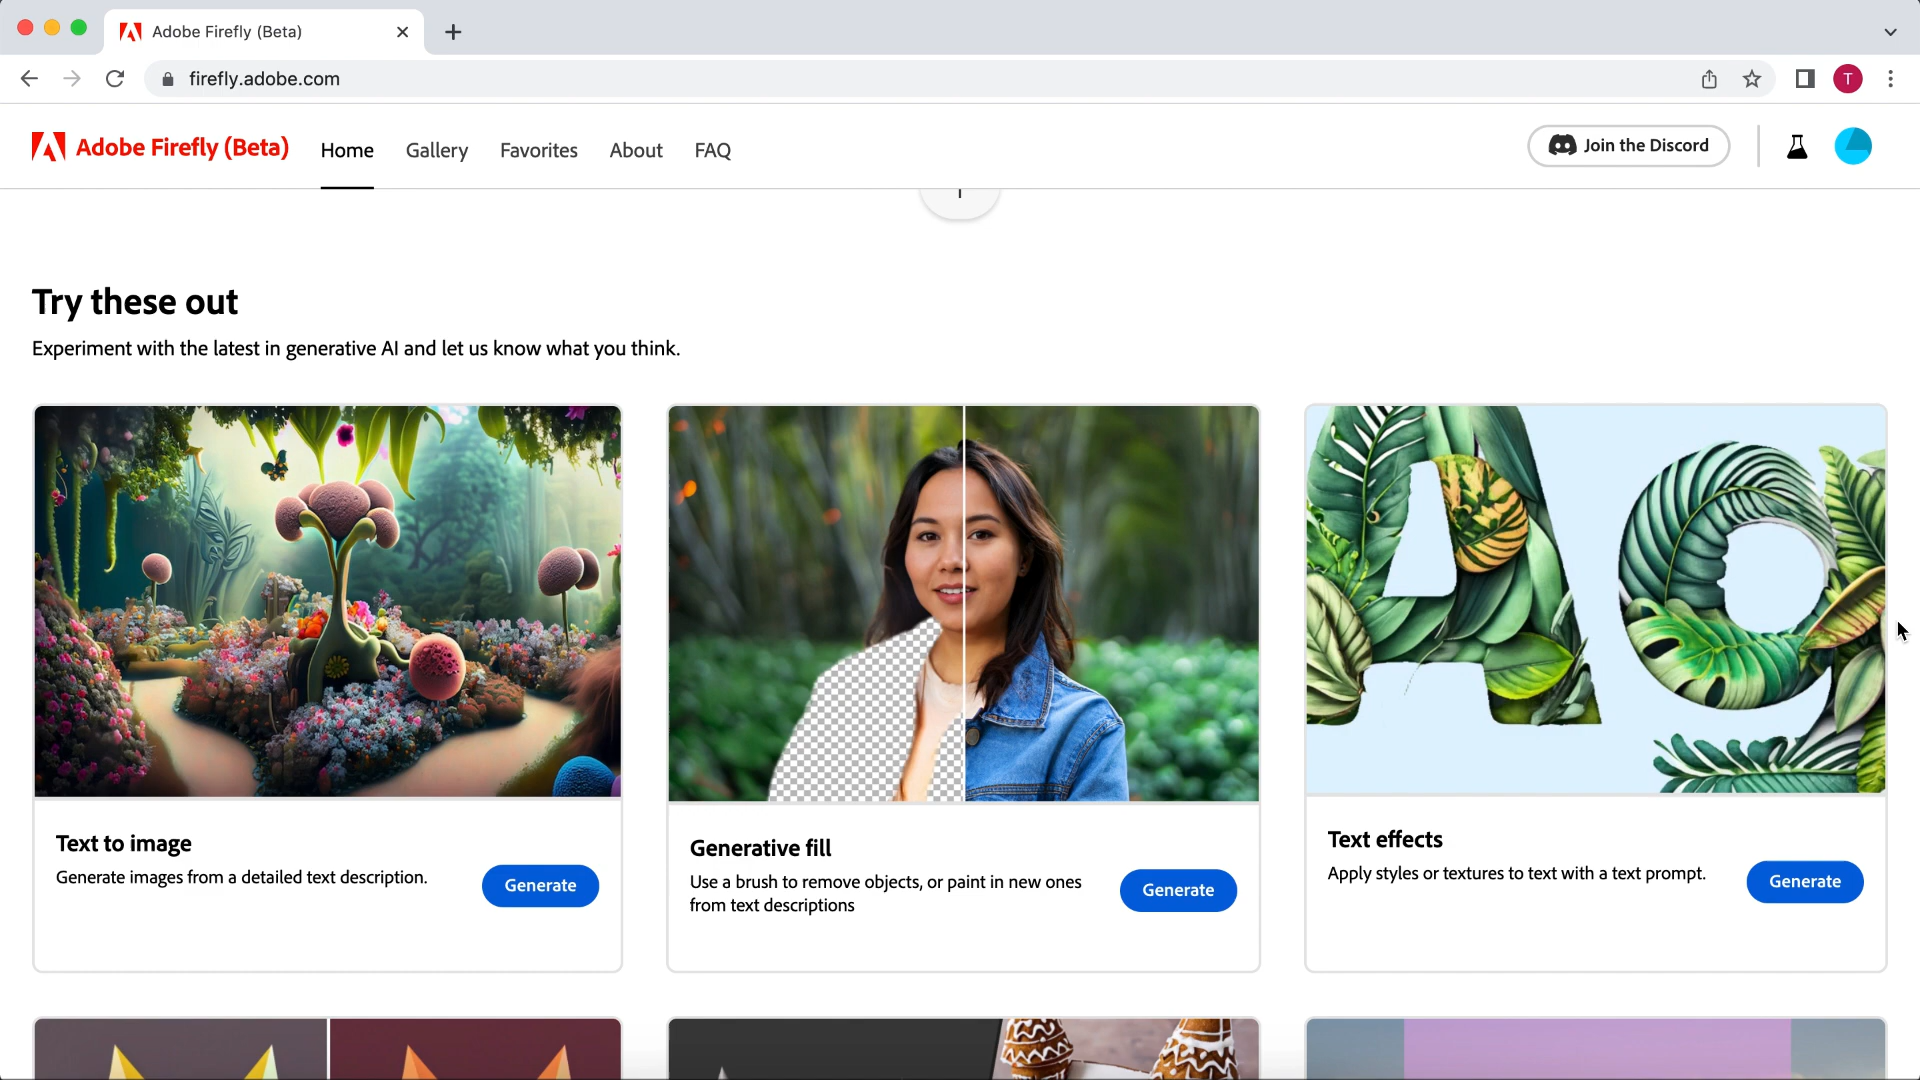 Adobe Firefly (Beta)
firefly.adobe.com
T
Adobe Firefly (Beta)
Home
Gallery
Favorites
About
FAQ
Join the Discord
Try these out
Experiment with the latest in generative AI and let us know what you think.
Ag
Text to image
Generate images from a detailed text description.
Generate
Generative fill
Use a brush to remove objects, or paint in new ones
from text descriptions
Generate
Text effects
Apply styles or textures to text with a text prompt.
Generate